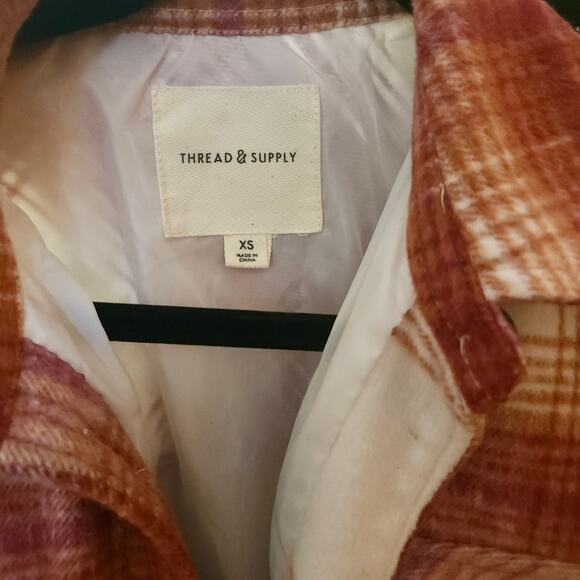 THREAD & SUPPLY
XS
MADE IN
CHINA